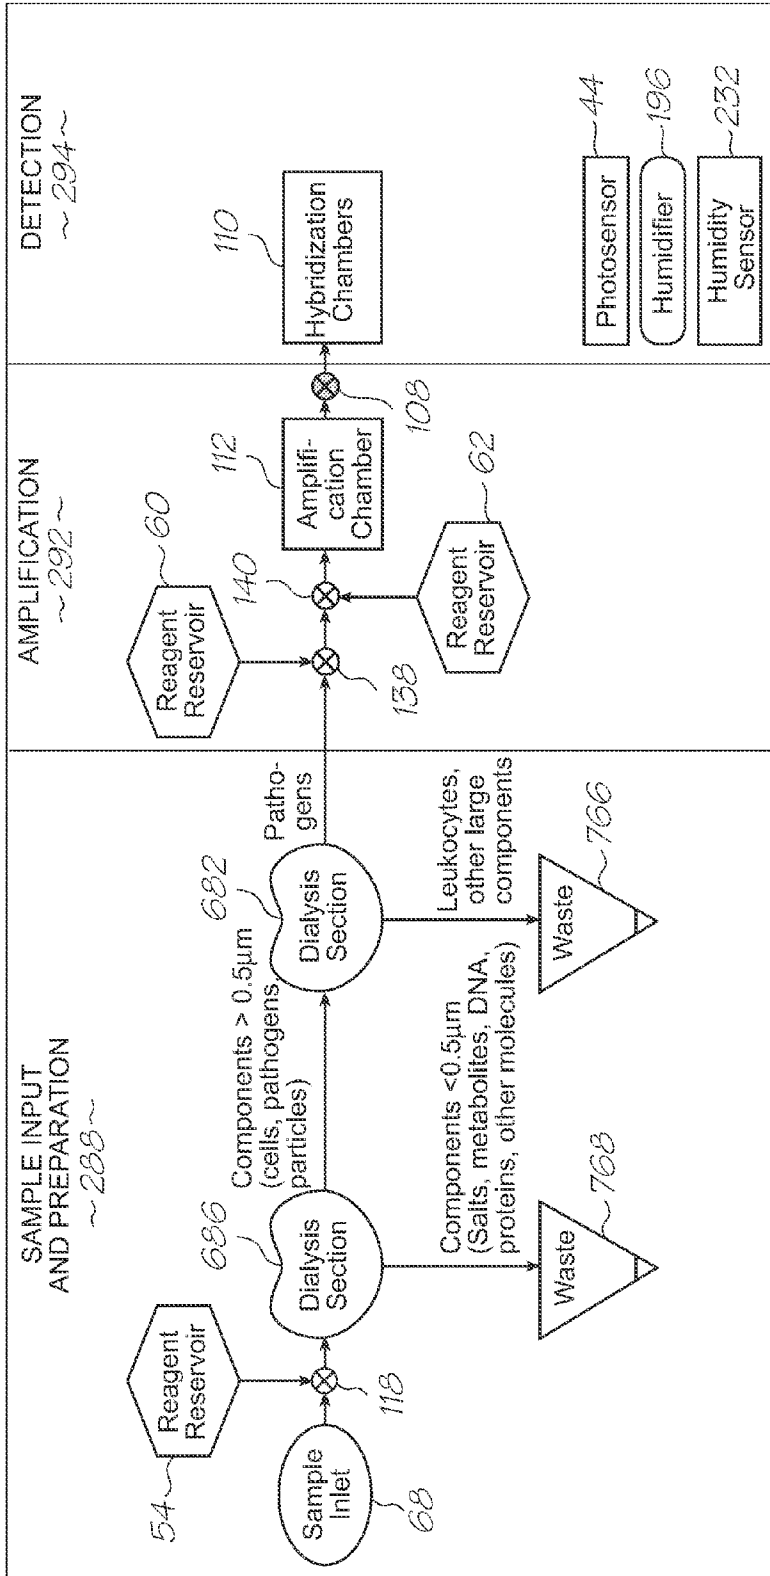 SAMPLE INPUT
AND PREPARATION
~288~
AMPLIFICATION
~292~
DETECTION
~294~
54
Reagent
Reservoir
Sample
Inlet
68
118
686
Dialysis
Section
Components > 0.5µm
(cells, pathogens,
particles)
Components <0.5µm
(Salts, metabolites, DNA,
proteins, other molecules)
Waste
768
682
Dialysis
Section
Patho-
gens
Leukocytes,
other large
components
Waste
766
60
Reagent
Reservoir
138
140
62
Reagent
Reservoir
112
Amplifi-
cation
Chamber
108
110
Hybridization
Chambers
Photosensor
44
Humidifier
196
Humidity
Sensor
232